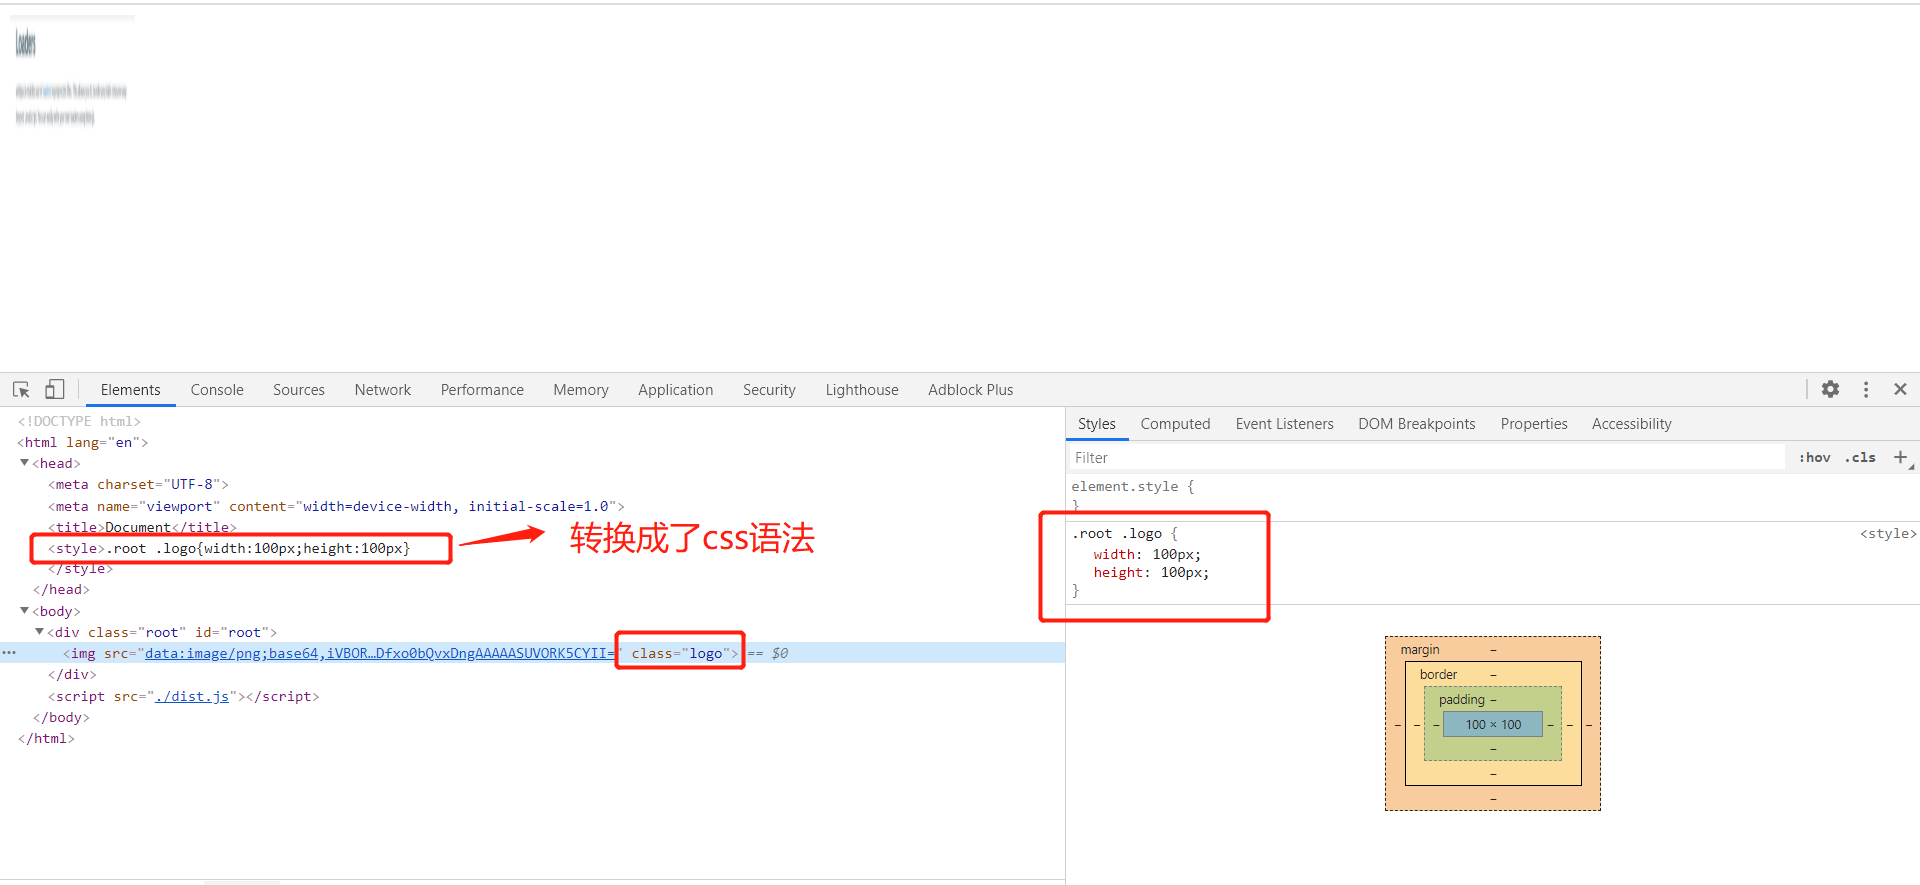 Loaders
Elements Console Sources Network Performance Memory Application Security Lighthouse Adblock Plus
<!DOCTYPE html>
<html lang="en">
<head>
<meta charset="UTF-8">
<meta name="viewport" content="width=device-width, initial-scale=1.0">
<title>Document</title>
<style>.root .logo{width:100px;height:100px}
</style>
转换成了css语法
</head>
<body>
<div class="root" id="root">
<img src="data:image/png;base64,iVBOR…Dfxo0bQvxDngAAAAASUVORK5CYII=" class="logo"> == $0
</div>
<script src="./dist.js"></script>
</body>
</html>
Styles Computed Event Listeners DOM Breakpoints Properties Accessibility
Filter :hov .cls +
element.style {
}
.root .logo { <style>
width: 100px;
height: 100px;
}
margin –
border –
padding –
– – – 100 × 100 – – –
–
–
–